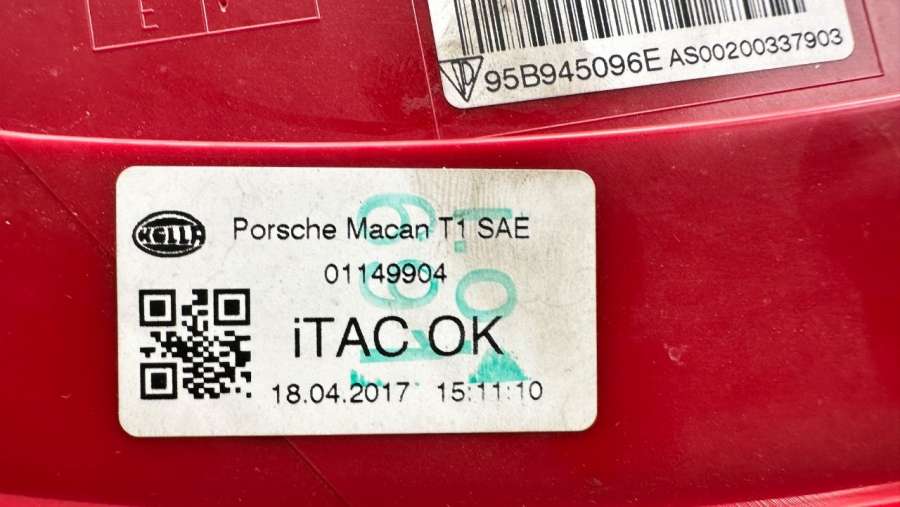 E
95B945096E AS00200337903
HELLA Porsche Macan T1 SAE
01149904
iTAC OK
18.04.2017 15:11:10